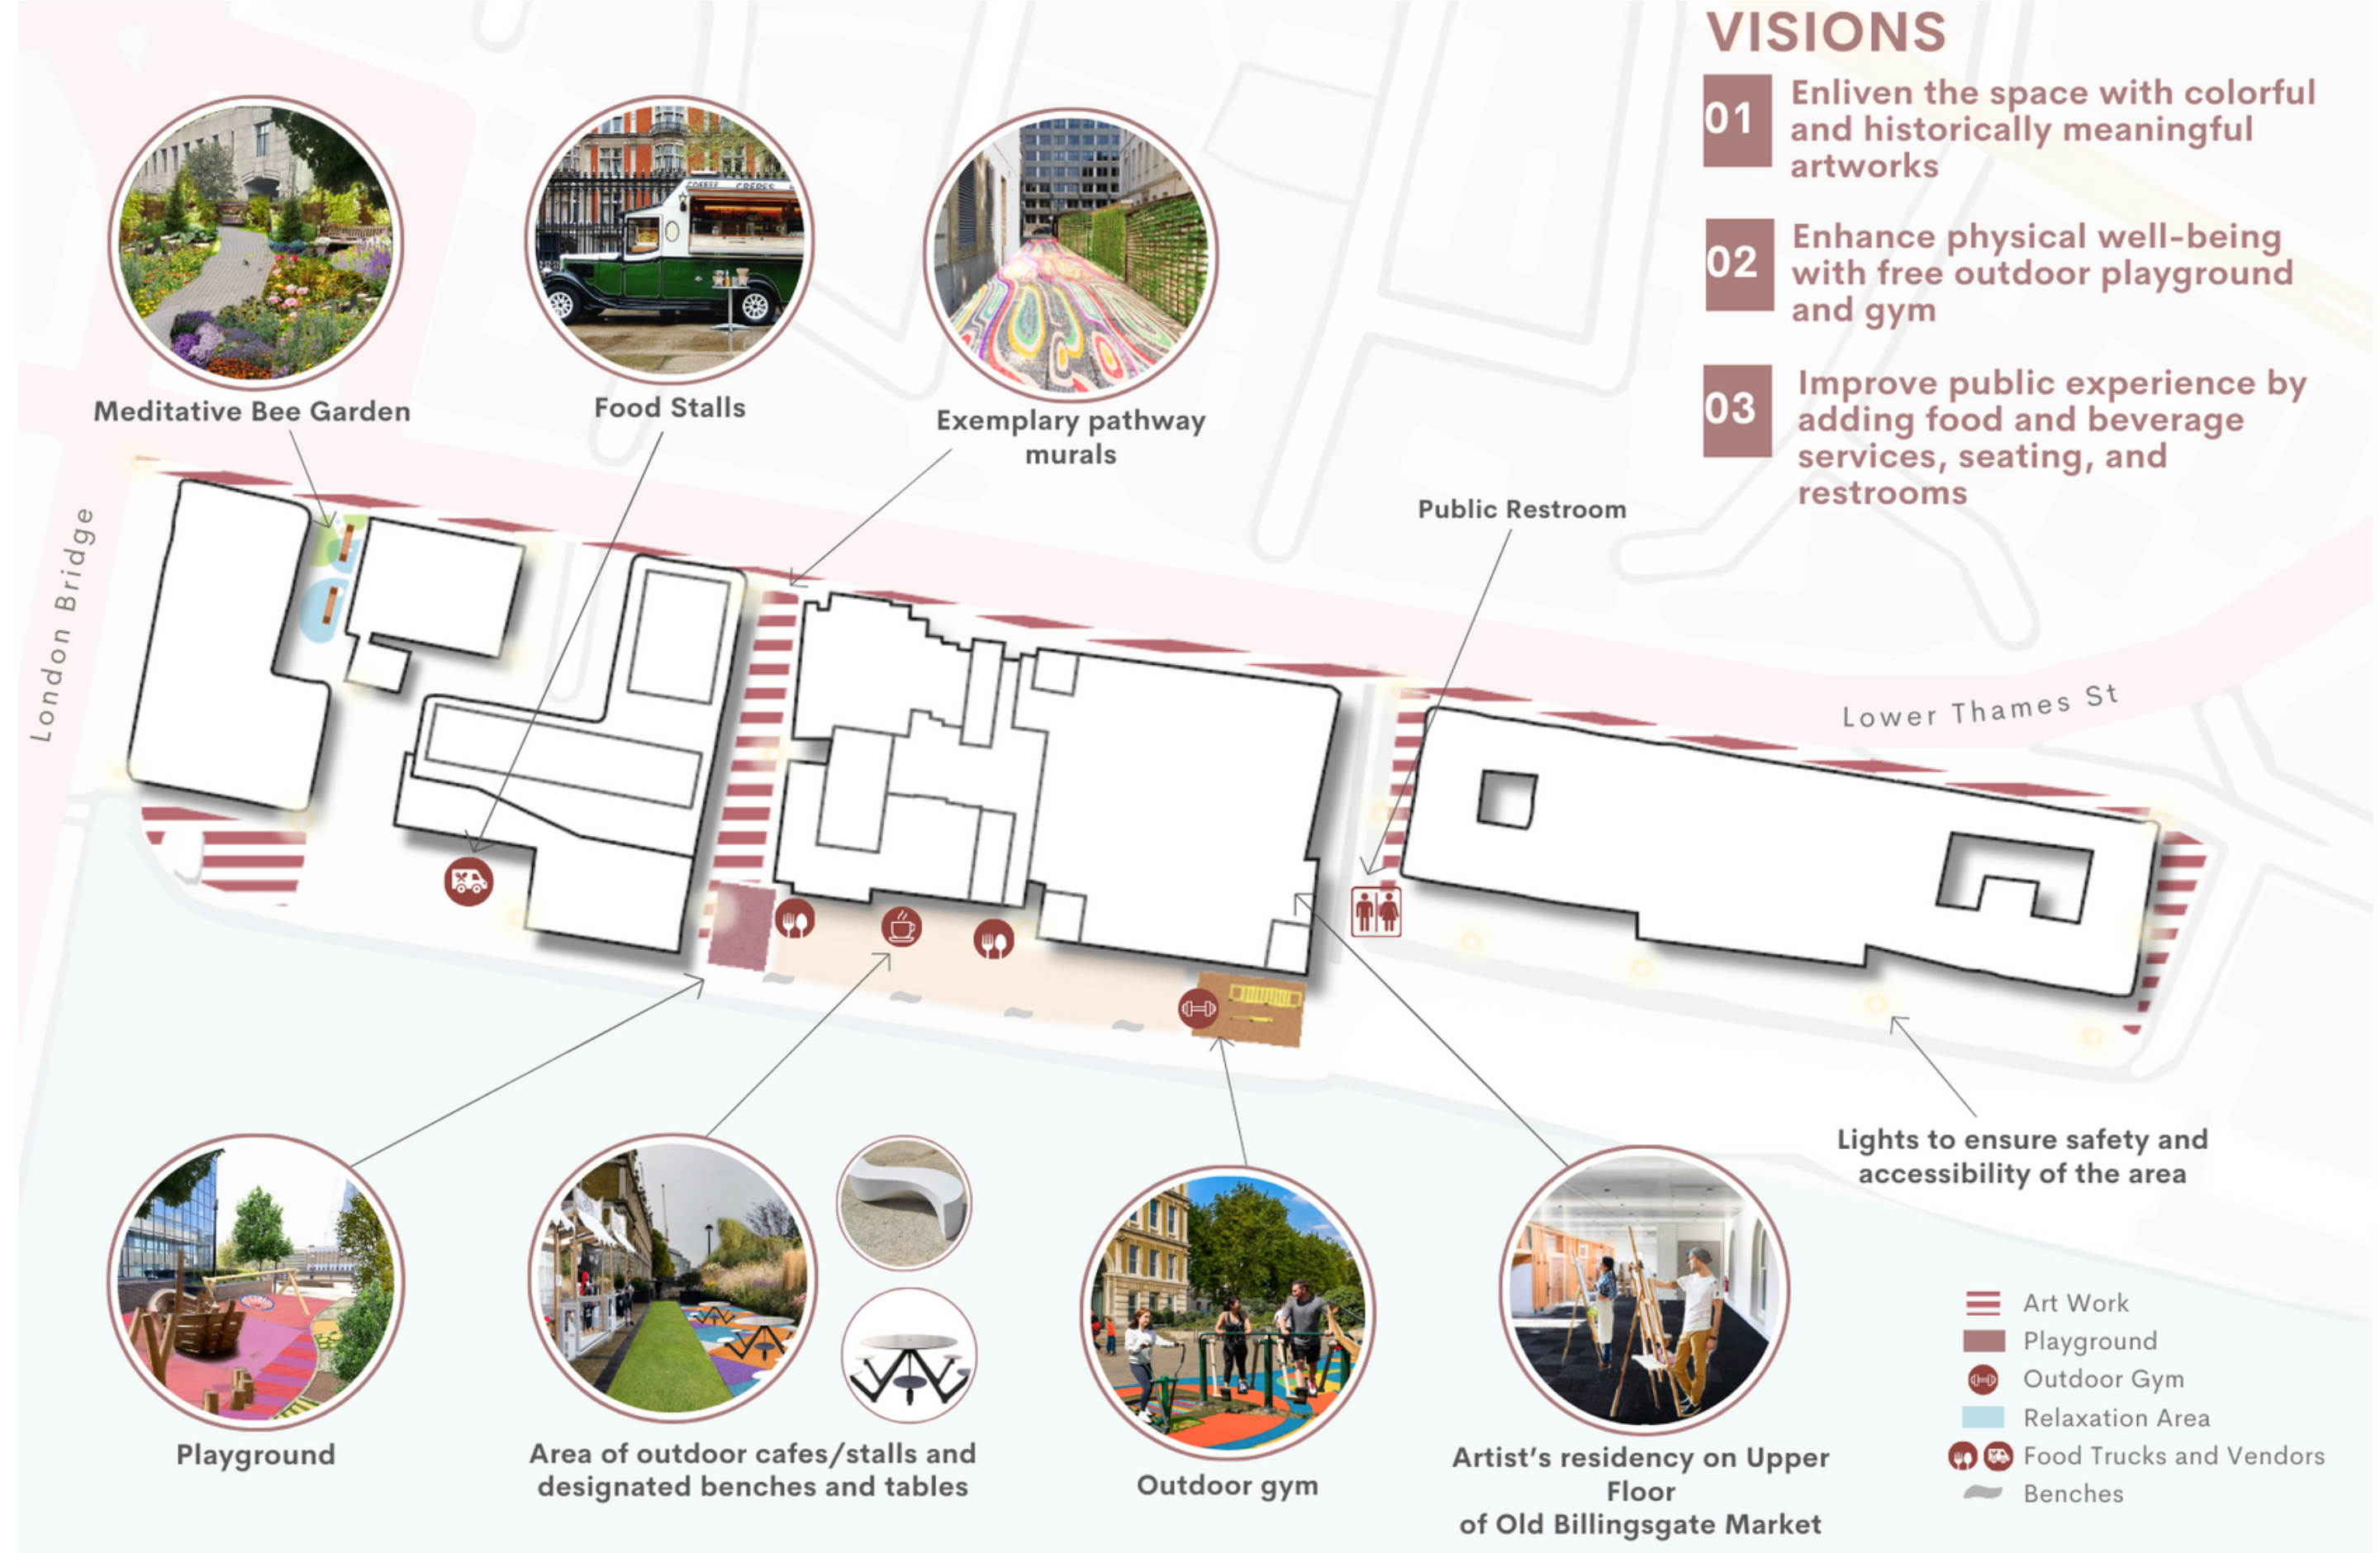 VISIONS
01
Enliven the space with colorful
and historically meaningful
artworks
02
Enhance physical well-being
with free outdoor playground
and gym
03
Improve public experience by
adding food and beverage
services, seating, and
restrooms
COFFEE CRÊPES
Meditative Bee Garden
Food Stalls
Exemplary pathway
murals
Public Restroom
London Bridge
Lower Thames St
Lights to ensure safety and
accessibility of the area
Playground
Area of outdoor cafes/stalls and
designated benches and tables
Outdoor gym
Artist's residency on Upper
Floor
of Old Billingsgate Market
Art Work
Playground
Outdoor Gym
Relaxation Area
Food Trucks and Vendors
Benches